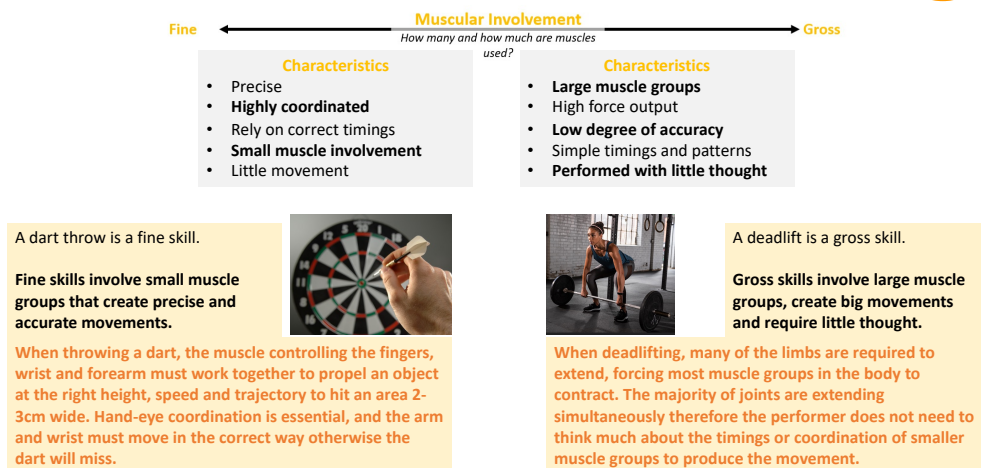 Muscular Involvement
Fine
Gross
How many and how much are muscles
used?
Characteristics
• Precise
• Highly coordinated
• Rely on correct timings
• Small muscle involvement
• Little movement
Characteristics
• Large muscle groups
• High force output
• Low degree of accuracy
• Simple timings and patterns
• Performed with little thought
A dart throw is a fine skill.
Fine skills involve small muscle
groups that create precise and
accurate movements.
When throwing a dart, the muscle controlling the fingers,
wrist and forearm must work together to propel an object
at the right height, speed and trajectory to hit an area 2-
3cm wide. Hand-eye coordination is essential, and the arm
and wrist must move in the correct way otherwise the
dart will miss.
A deadlift is a gross skill.
Gross skills involve large muscle
groups, create big movements
and require little thought.
When deadlifting, many of the limbs are required to
extend, forcing most muscle groups in the body to
contract. The majority of joints are extending
simultaneously therefore the performer does not need to
think much about the timings or coordination of smaller
muscle groups to produce the movement.